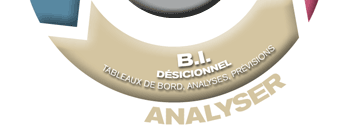 B.I.
DÉSICIONNEL
TABLEAUX DE BORD, ANALYSES, PRÉVISIONS
ANALYSER